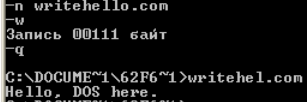 -n writehello.com
-w
Запись 00111 байт
-q
C:\DOCUME~1\62F6~1>writehel.com
Hello, DOS here.